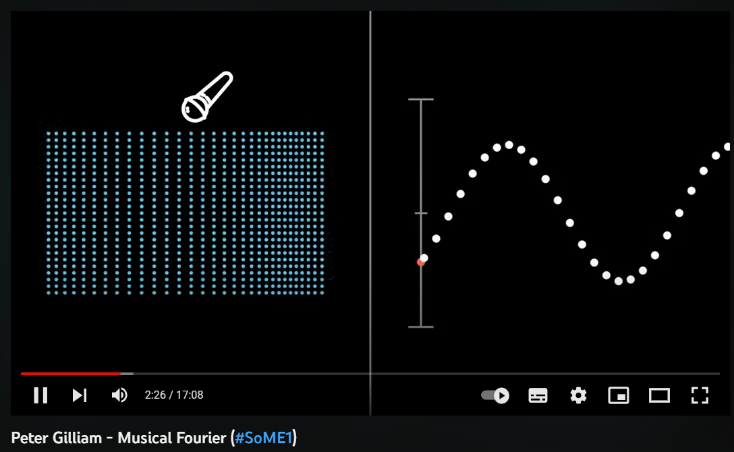 2:26 / 17:08
Peter Gilliam - Musical Fourier (#SoME1)